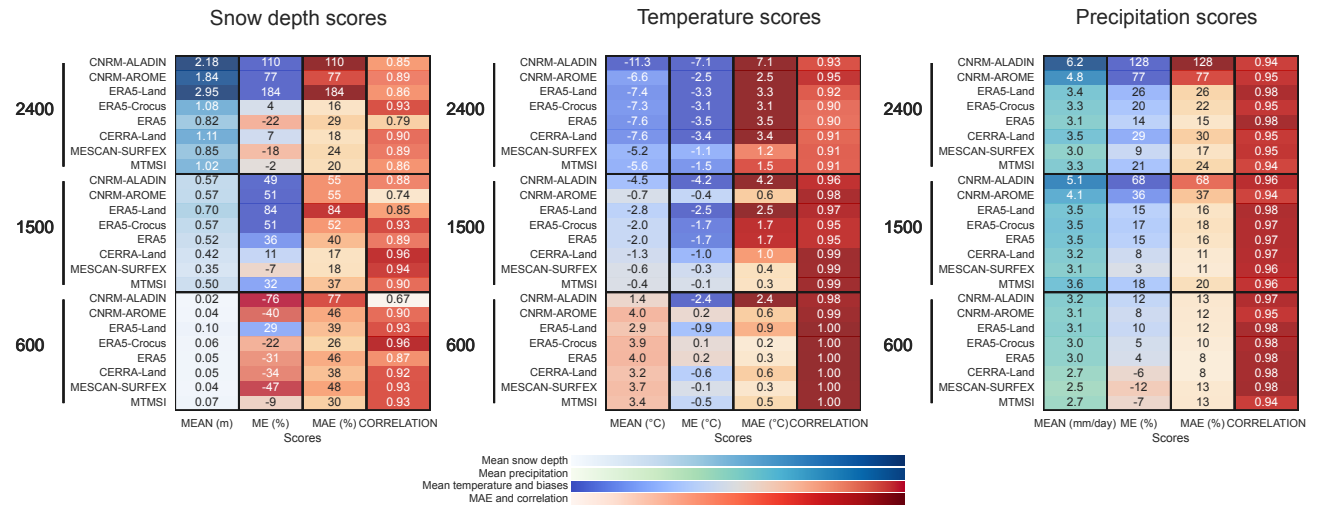 Snow depth scores
2400
CNRM-ALADIN 2.18 110 110 0.85
CNRM-AROME 1.84 77 77 0.89
ERA5-Land 2.95 184 184 0.86
ERA5-Crocus 1.08 4 16 0.93
ERA5 0.82 -22 29 0.79
CERRA-Land 1.11 7 18 0.90
MESCAN-SURFEX 0.85 -18 24 0.89
MTMSI 1.02 -2 20 0.86
1500
CNRM-ALADIN 0.57 49 55 0.88
CNRM-AROME 0.57 51 55 0.74
ERA5-Land 0.70 84 84 0.85
ERA5-Crocus 0.57 51 52 0.93
ERA5 0.52 36 40 0.89
CERRA-Land 0.42 11 17 0.96
MESCAN-SURFEX 0.35 -7 18 0.94
MTMSI 0.50 32 37 0.90
600
CNRM-ALADIN 0.02 -76 77 0.67
CNRM-AROME 0.04 -40 46 0.90
ERA5-Land 0.10 29 39 0.93
ERA5-Crocus 0.06 -22 26 0.96
ERA5 0.05 -31 46 0.87
CERRA-Land 0.05 -34 38 0.92
MESCAN-SURFEX 0.04 -47 48 0.93
MTMSI 0.07 -9 30 0.93
MEAN (m) ME (%) MAE (%) CORRELATION
Scores
Temperature scores
2400
CNRM-ALADIN -11.3 -7.1 7.1 0.93
CNRM-AROME -6.6 -2.5 2.5 0.95
ERA5-Land -7.4 -3.3 3.3 0.92
ERA5-Crocus -7.3 -3.1 3.1 0.90
ERA5 -7.6 -3.5 3.5 0.90
CERRA-Land -7.6 -3.4 3.4 0.91
MESCAN-SURFEX -5.2 -1.1 1.2 0.91
MTMSI -5.6 -1.5 1.5 0.91
1500
CNRM-ALADIN -4.5 -4.2 4.2 0.96
CNRM-AROME -0.7 -0.4 0.6 0.98
ERA5-Land -2.8 -2.5 2.5 0.97
ERA5-Crocus -2.0 -1.7 1.7 0.95
ERA5 -2.0 -1.7 1.7 0.95
CERRA-Land -1.3 -1.0 1.0 0.99
MESCAN-SURFEX -0.6 -0.3 0.4 0.99
MTMSI -0.4 -0.1 0.3 0.99
600
CNRM-ALADIN 1.4 -2.4 2.4 0.98
CNRM-AROME 4.0 0.2 0.6 0.99
ERA5-Land 2.9 -0.9 0.9 1.00
ERA5-Crocus 3.9 0.1 0.2 1.00
ERA5 4.0 0.2 0.3 1.00
CERRA-Land 3.2 -0.6 0.6 1.00
MESCAN-SURFEX 3.7 -0.1 0.3 1.00
MTMSI 3.4 -0.5 0.5 1.00
MEAN (°C) ME (°C) MAE (°C) CORRELATION
Scores
Precipitation scores
2400
CNRM-ALADIN 6.2 128 128 0.94
CNRM-AROME 4.8 77 77 0.95
ERA5-Land 3.4 26 26 0.98
ERA5-Crocus 3.3 20 22 0.95
ERA5 3.1 14 15 0.98
CERRA-Land 3.5 29 30 0.95
MESCAN-SURFEX 3.0 9 17 0.95
MTMSI 3.3 21 24 0.94
1500
CNRM-ALADIN 5.1 68 68 0.96
CNRM-AROME 4.1 36 37 0.94
ERA5-Land 3.5 15 16 0.98
ERA5-Crocus 3.5 17 18 0.97
ERA5 3.5 15 16 0.97
CERRA-Land 3.2 8 11 0.97
MESCAN-SURFEX 3.1 3 11 0.96
MTMSI 3.6 18 20 0.96
600
CNRM-ALADIN 3.2 12 13 0.97
CNRM-AROME 3.1 8 12 0.95
ERA5-Land 3.1 10 12 0.98
ERA5-Crocus 3.0 5 10 0.98
ERA5 3.0 4 8 0.98
CERRA-Land 2.7 -6 8 0.98
MESCAN-SURFEX 2.5 -12 13 0.98
MTMSI 2.7 -7 13 0.94
MEAN (mm/day) ME (%) MAE (%) CORRELATION
Scores
Mean snow depth
Mean precipitation
Mean temperature and biases
MAE and correlation